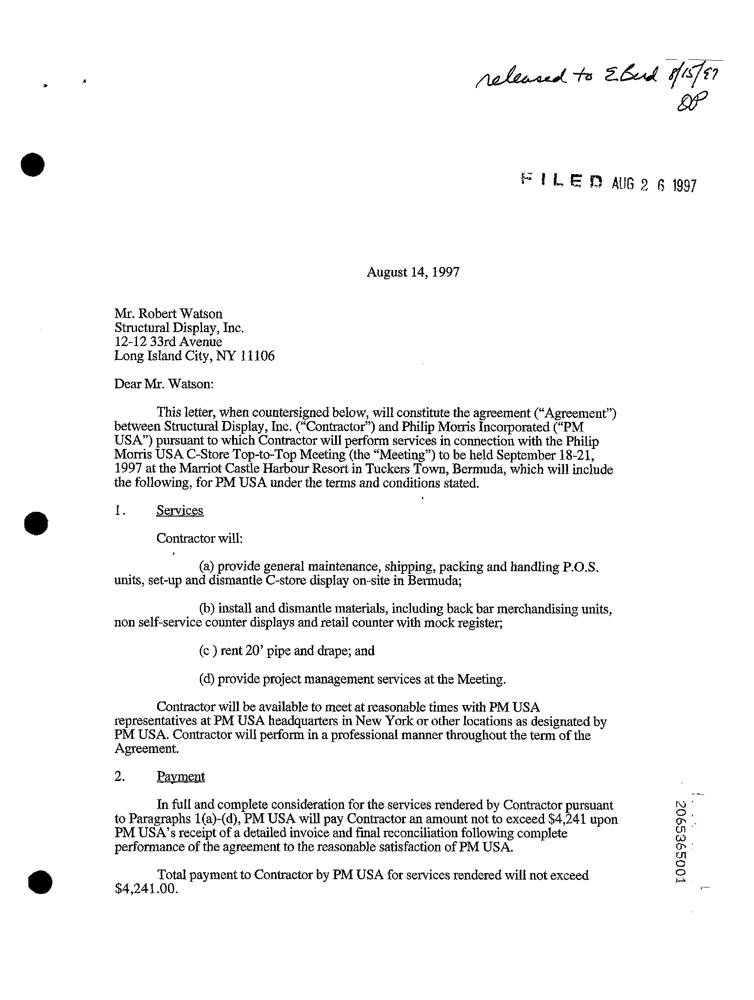 released to E Berd 8/15/97
DP
FILED AUG 26 1997
August 14, 1997
Mr. Robert Watson
Structural Display, Inc.
12-12 33rd Avenue
Long Island City, NY 11106
Dear Mr. Watson:
This letter, when countersigned below, will constitute the agreement (“Agreement”)
between Structural Display, Inc. (“Contractor”) and Philip Morris Incorporated (“PM
USA”) pursuant to which Contractor will perform services in connection with the Philip
Morris USA C-Store Top-to-Top Meeting (the “Meeting”) to be held September 18-21,
1997 at the Marriot Castle Harbour Resort in Tuckers Town, Bermuda, which will include
the following, for PM USA under the terms and conditions stated.
1. Services
Contractor will:
(a) provide general maintenance, shipping, packing and handling P.O.S.
units, set-up and dismantle C-store display on-site in Bermuda;
(b) install and dismantle materials, including back bar merchandising units,
non self-service counter displays and retail counter with mock register;
(c ) rent 20’ pipe and drape; and
(d) provide project management services at the Meeting.
Contractor will be available to meet at reasonable times with PM USA
representatives at PM USA headquarters in New York or other locations as designated by
PM USA. Contractor will perform in a professional manner throughout the term of the
Agreement.
2. Payment
In full and complete consideration for the services rendered by Contractor pursuant
to Paragraphs 1(a)-(d), PM USA will pay Contractor an amount not to exceed $4,241 upon
PM USA’s receipt of a detailed invoice and final reconciliation following complete
performance of the agreement to the reasonable satisfaction of PM USA.
Total payment to Contractor by PM USA for services rendered will not exceed
$4,241.00.
2065365001